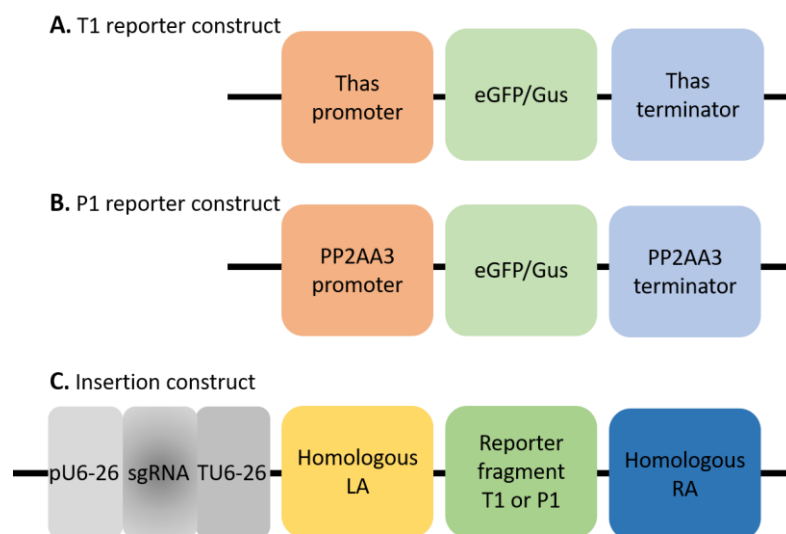 A. T1 reporter construct
Thas
promoter
eGFP/Gus
Thas
terminator
B. P1 reporter construct
PP2AA3
promoter
eGFP/Gus
PP2AA3
terminator
C. Insertion construct
pU6-26
sgRNA
TU6-26
Homologous
LA
Reporter
fragment
T1 or P1
Homologous
RA